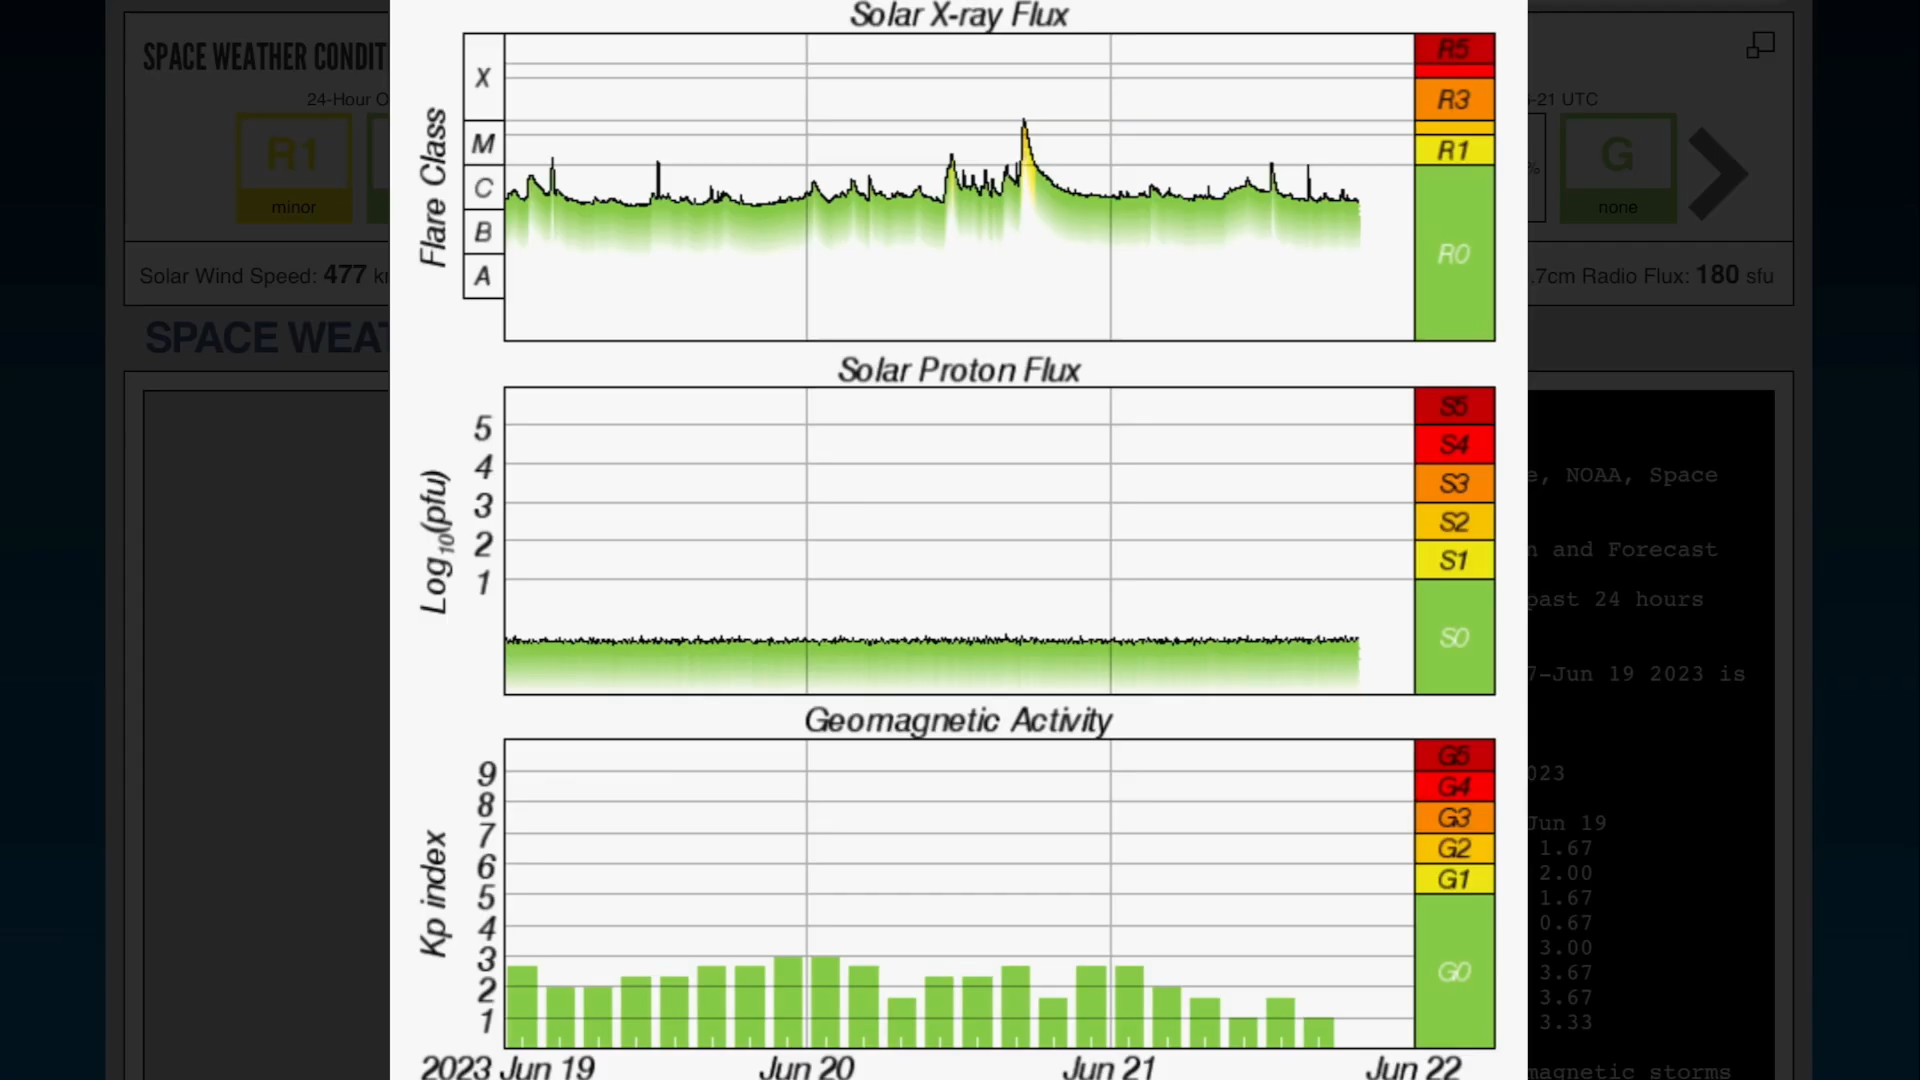 Solar X-ray Flux
SPACE WEATHER CONDIT
24-Hour O
R1
minor
-21 UTC
G
none
%
Flare Class
X
M
C
B
A
R5
R3
R1
R0
Solar Wind Speed: 477 k
.7cm Radio Flux: 180 sfu
SPACE WEAT
Solar Proton Flux
Log10(pfu)
5
4
3
2
1
S5
S4
S3
S2
S1
S0
e, NOAA, Space
n and Forecast
past 24 hours
7-Jun 19 2023 is
Geomagnetic Activity
Kp index
9
8
7
6
5
4
3
2
1
G5
G4
G3
G2
G1
G0
023
Jun 19
1.67
2.00
1.67
0.67
3.00
3.67
3.67
3.33
magnetic storms
2023 Jun 19 Jun 20 Jun 21 Jun 22